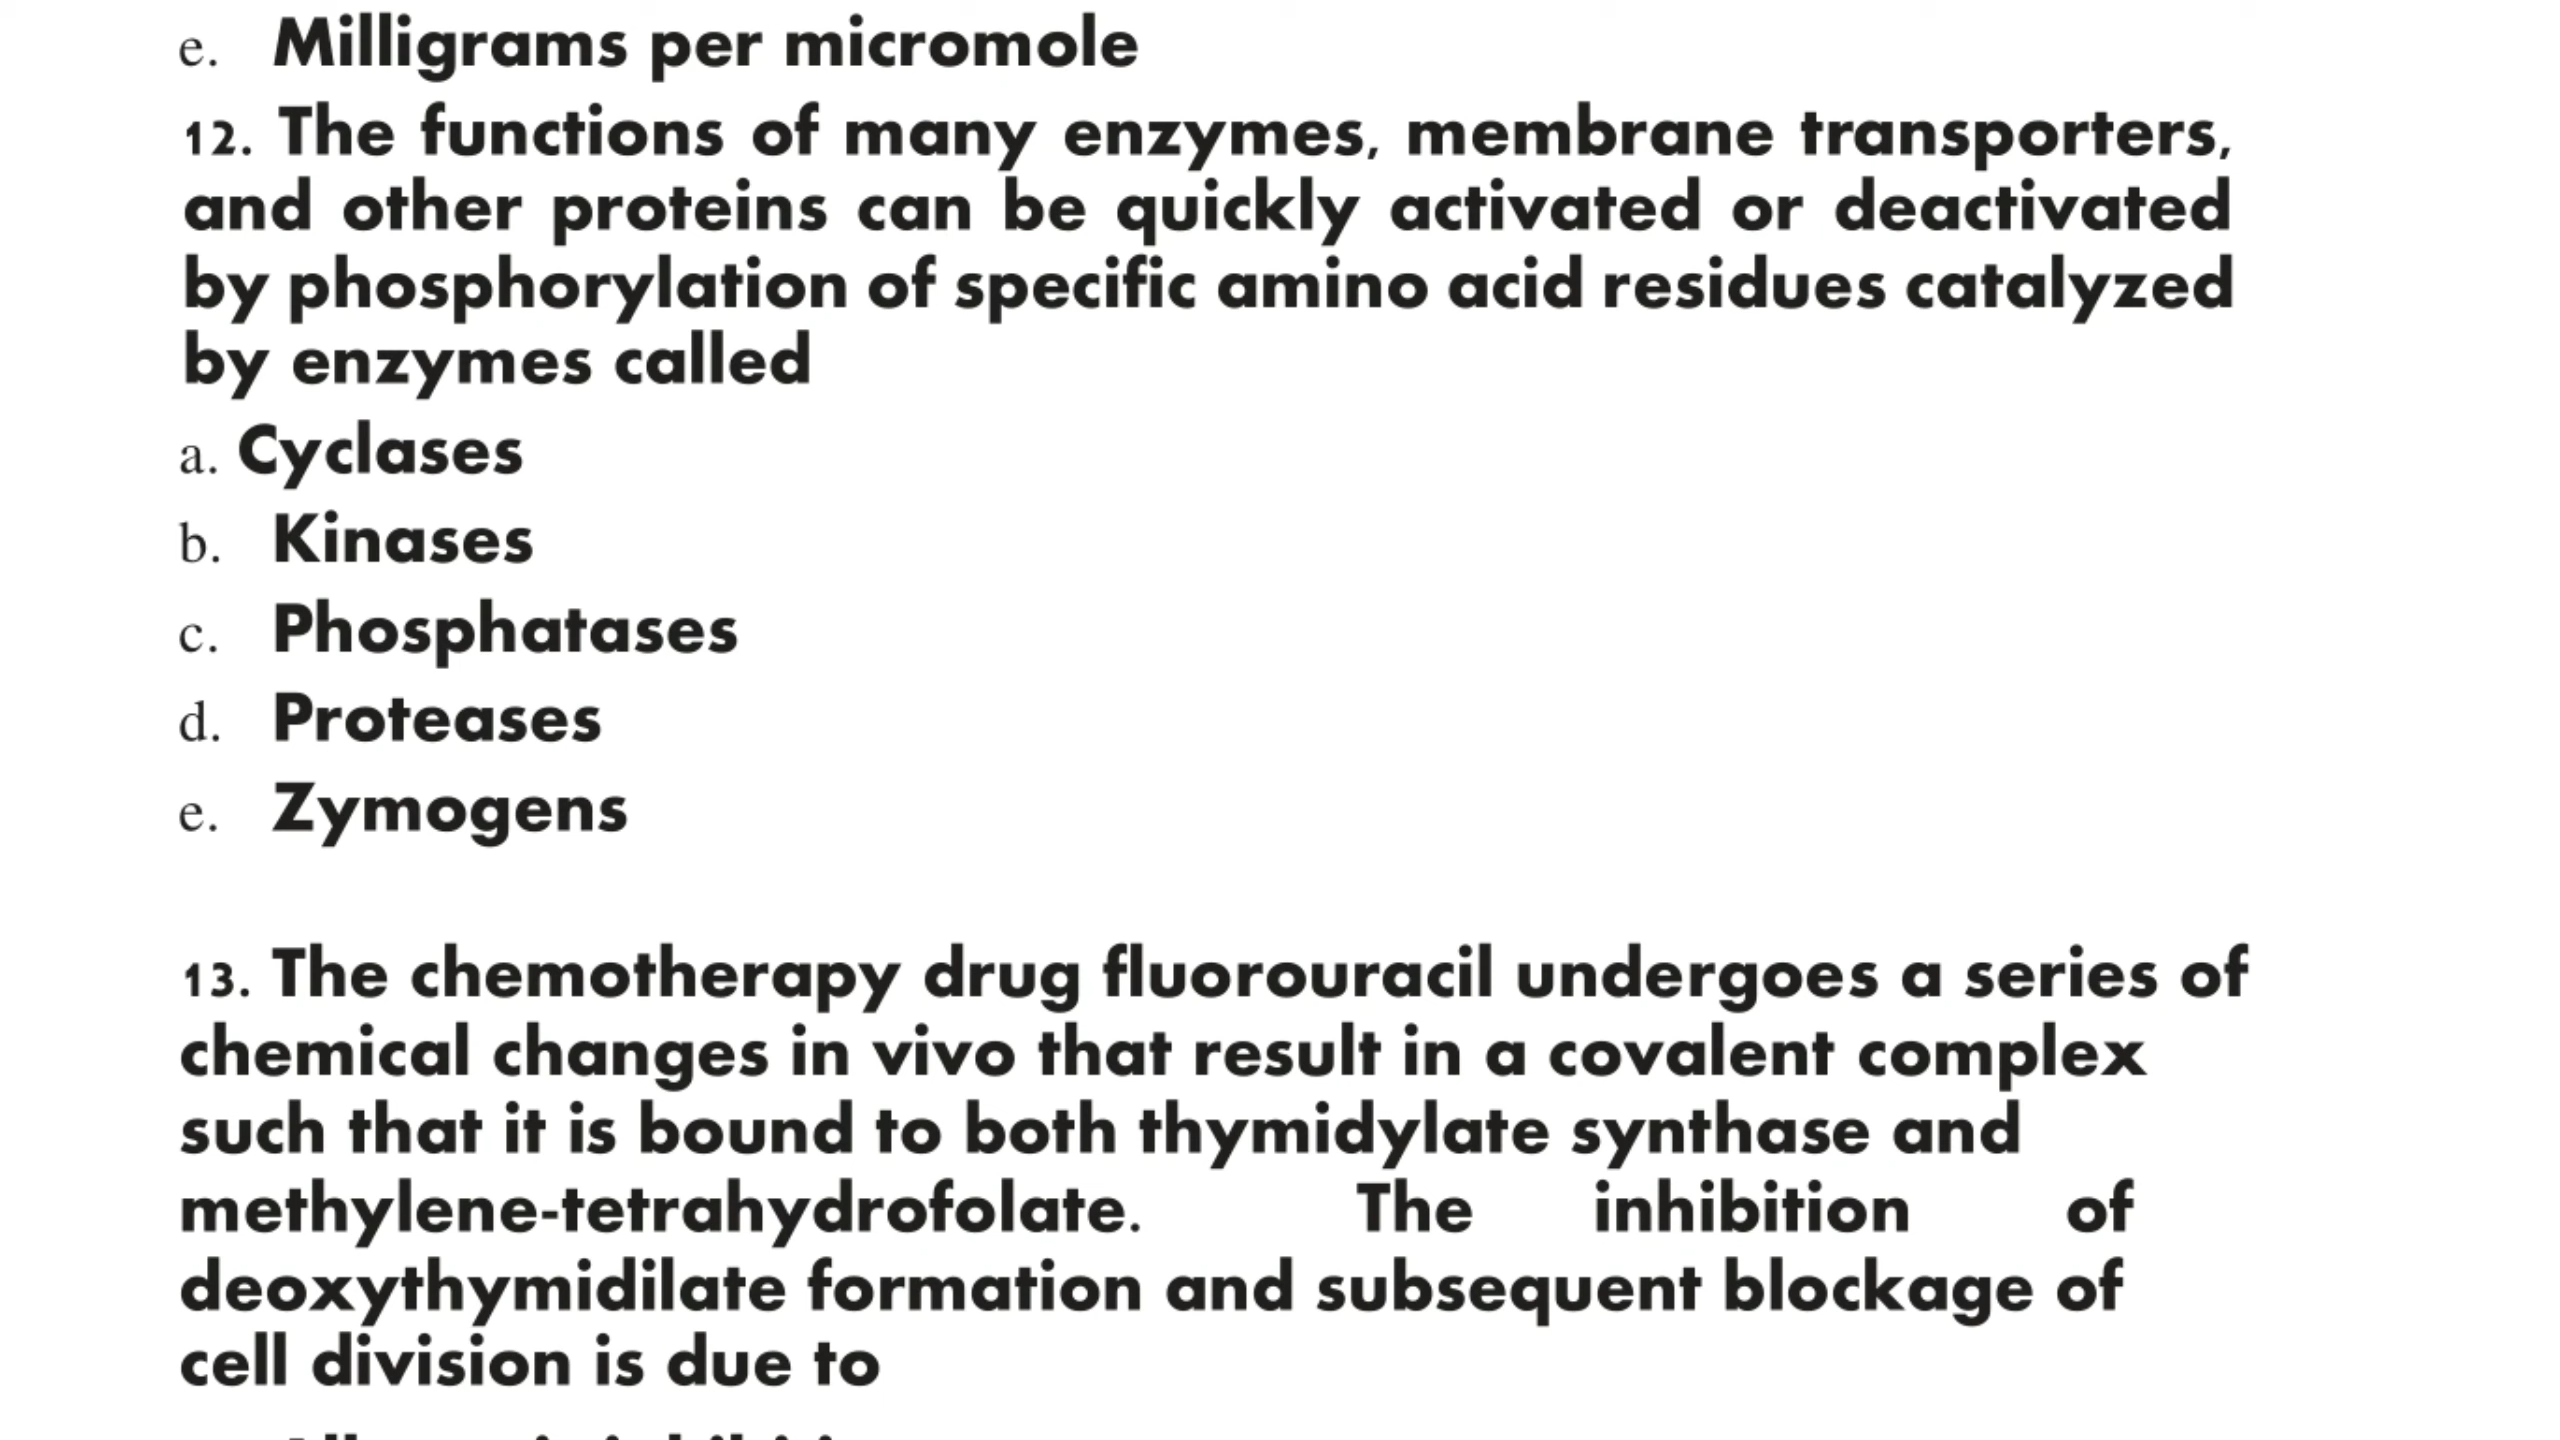 e. Milligrams per micromole
12. The functions of many enzymes, membrane transporters,
and other proteins can be quickly activated or deactivated
by phosphorylation of specific amino acid residues catalyzed
by enzymes called
a. Cyclases
b. Kinases
c. Phosphatases
d. Proteases
e. Zymogens
13. The chemotherapy drug fluorouracil undergoes a series of
chemical changes in vivo that result in a covalent complex
such that it is bound to both thymidylate synthase and
methylene-tetrahydrofolate. The inhibition of
deoxythymidilate formation and subsequent blockage of
cell division is due to